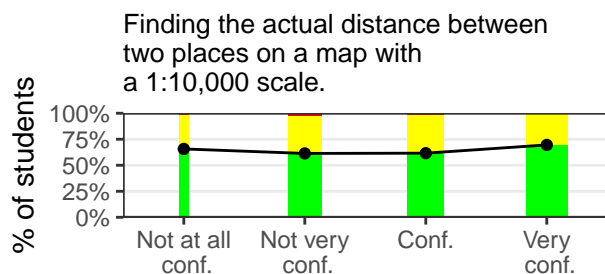 Finding the actual distance between
two places on a map with
a 1:10,000 scale.
% of students
100%
75%
50%
25%
0%
Not at all
conf.
Not very
conf.
Conf.
Very
conf.